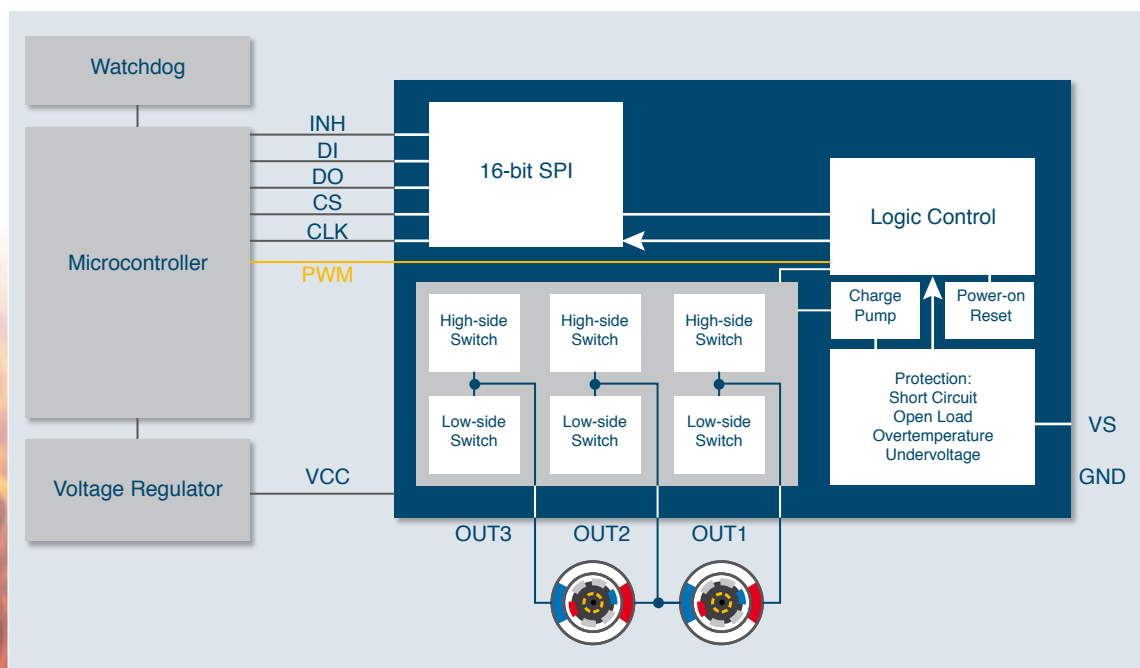 Watchdog
Microcontroller
Voltage Regulator
INH
DI
DO
CS
CLK
PWM
VCC
16-bit SPI
Logic Control
Charge
Pump
Power-on
Reset
High-side
Switch
High-side
Switch
High-side
Switch
Low-side
Switch
Low-side
Switch
Low-side
Switch
Protection:
Short Circuit
Open Load
Overtemperature
Undervoltage
VS
GND
OUT3
OUT2
OUT1